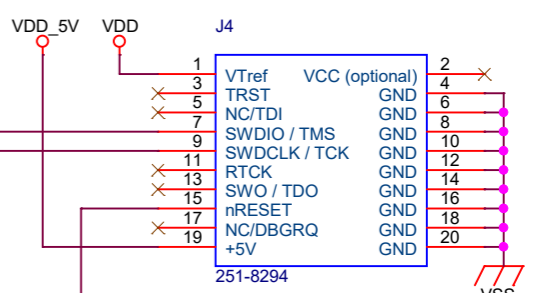 VDD_5V VDD J4
1 VTref VCC (optional) 2
3 TRST GND 4
5 NC/TDI GND 6
7 SWDIO / TMS GND 8
9 SWDCLK / TCK GND 10
11 RTCK GND 12
13 SWO / TDO GND 14
15 nRESET GND 16
17 NC/DBGRQ GND 18
19 +5V GND 20
251-8294
VSS